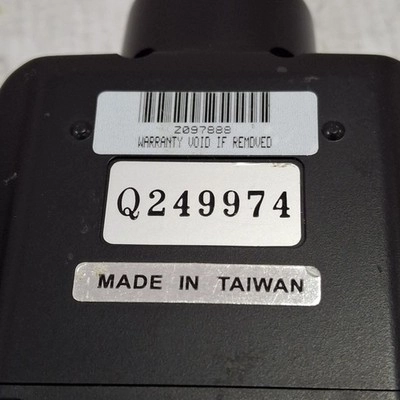 Z097888
WARRANTY VOID IF REMOVED
Q249974
MADE IN TAIWAN